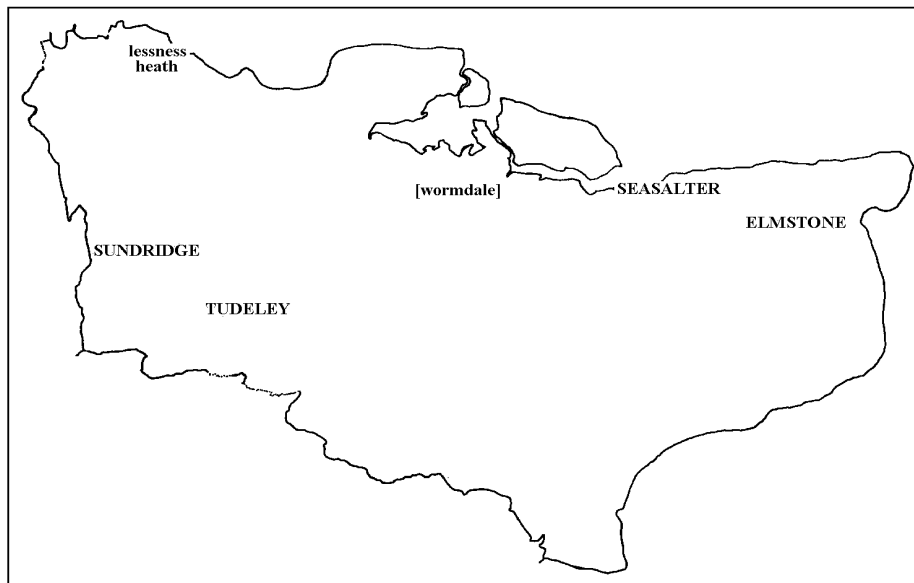 lessness
heath
[wormdale]
SEASALTER
ELMSTONE
SUNDRIDGE
TUDELEY